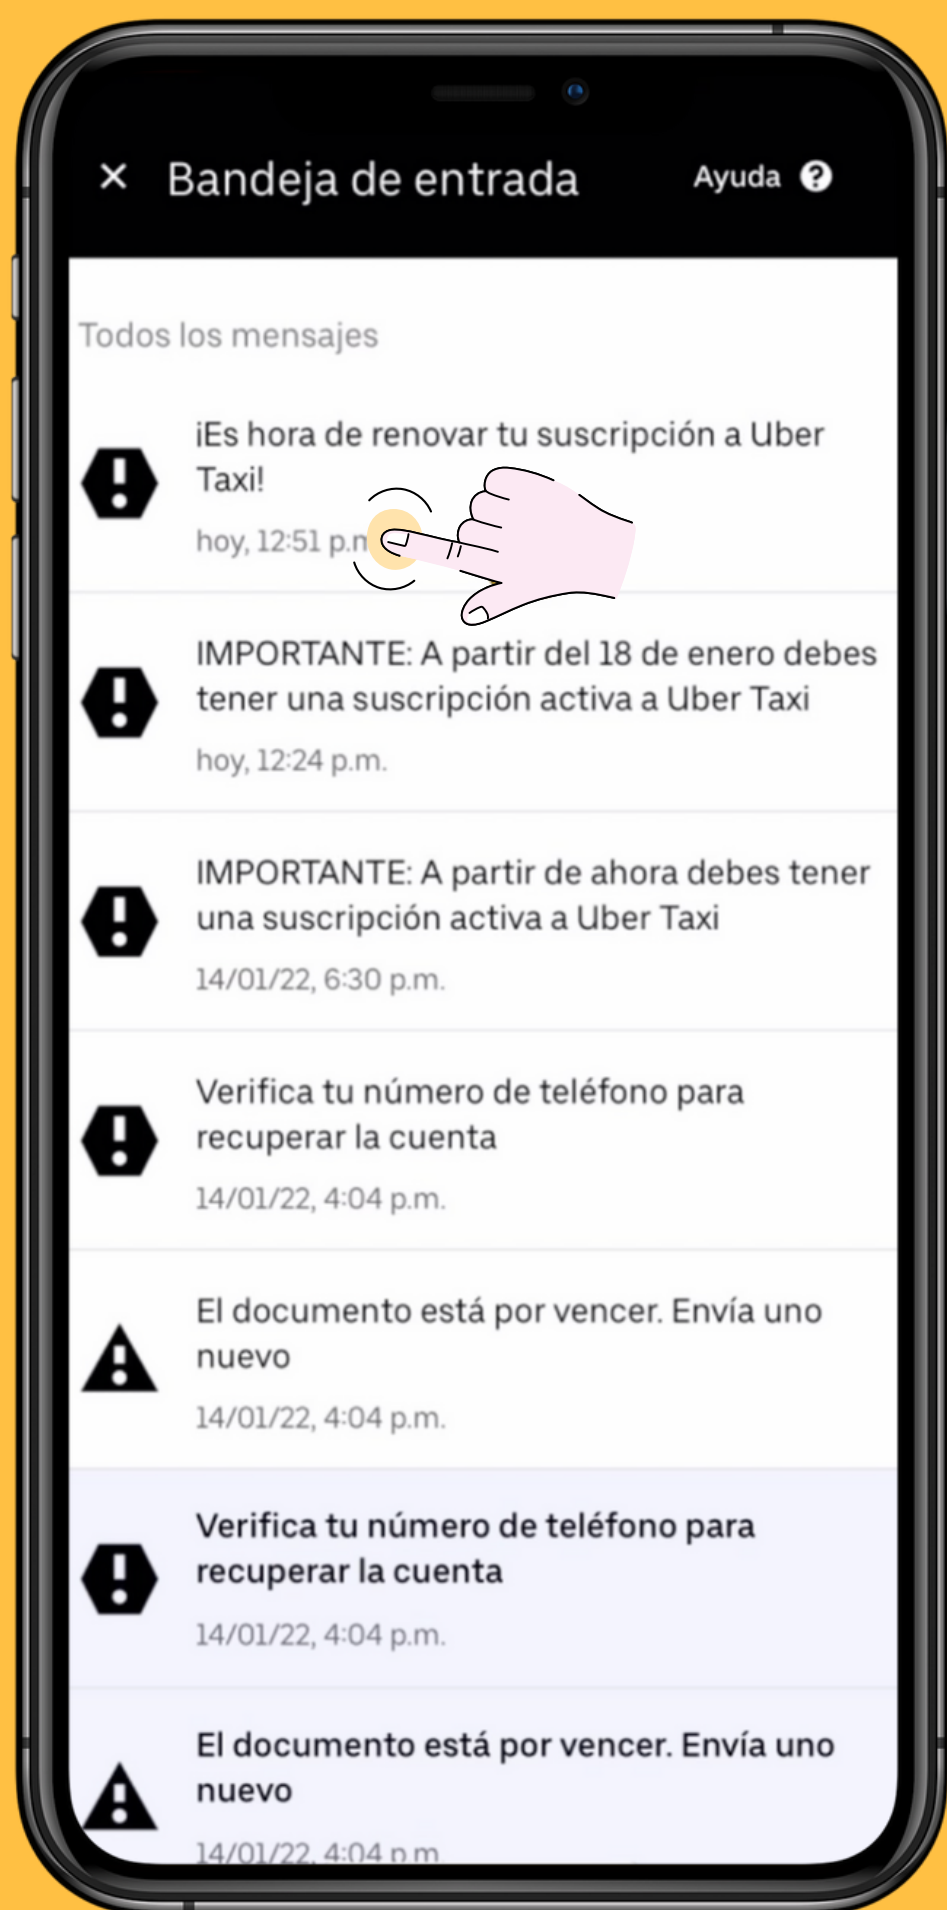 Bandeja de entrada
Ayuda ?
Todos los mensajes
¡Es hora de renovar tu suscripción a Uber
Taxi!
hoy, 12:51 p.m
IMPORTANTE: A partir del 18 de enero debes
tener una suscripción activa a Uber Taxi
hoy, 12:24 p.m.
IMPORTANTE: A partir de ahora debes tener
una suscripción activa a Uber Taxi
14/01/22, 6:30 p.m.
Verifica tu número de teléfono para
recuperar la cuenta
14/01/22, 4:04 p.m.
El documento está por vencer. Envía uno
nuevo
14/01/22, 4:04 p.m.
Verifica tu número de teléfono para
recuperar la cuenta
14/01/22, 4:04 p.m.
El documento está por vencer. Envía uno
nuevo
14/01/22, 4:04 p.m